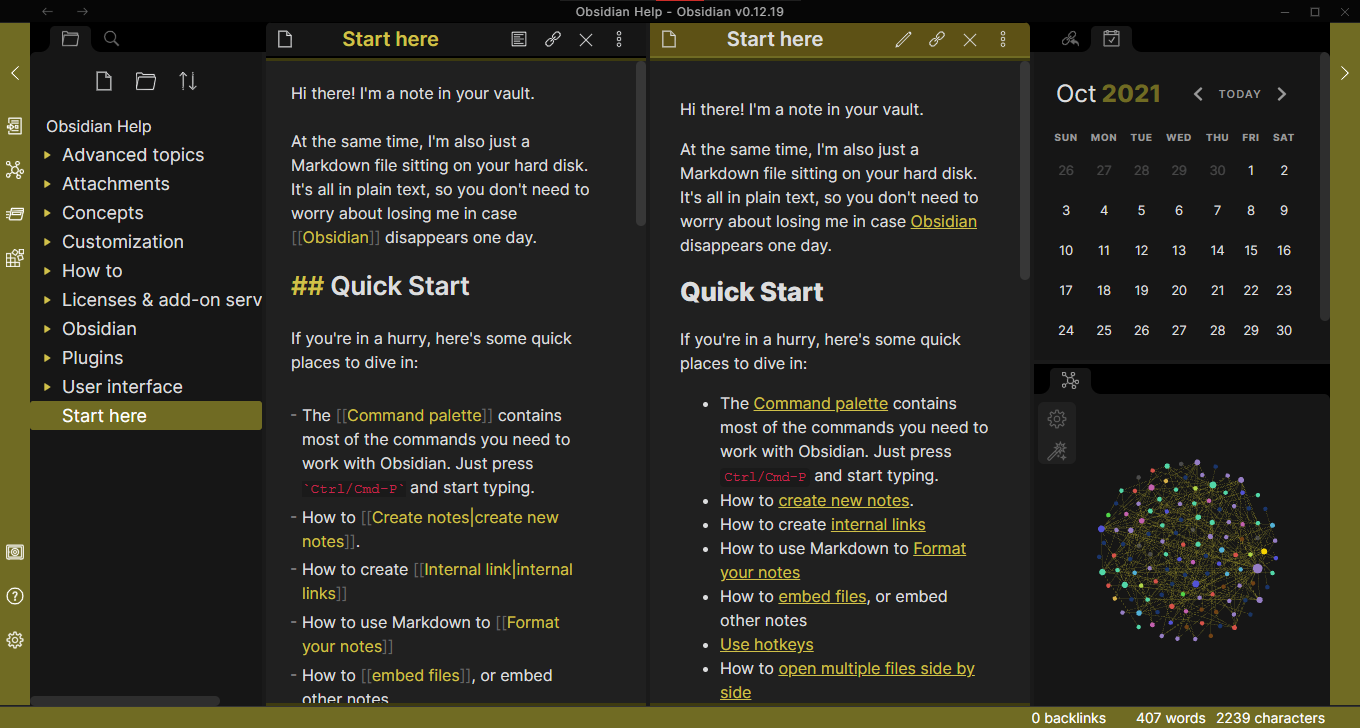 Obsidian Help - Obsidian v0.12.19
Obsidian Help
Advanced topics
Attachments
Concepts
Customization
How to
Licenses & add-on serv
Obsidian
Plugins
User interface
Start here
Start here
Hi there! I'm a note in your vault.
At the same time, I'm also just a
Markdown file sitting on your hard disk.
It's all in plain text, so you don't need to
worry about losing me in case
[[Obsidian]] disappears one day.
## Quick Start
If you're in a hurry, here's some quick
places to dive in:
- The [[Command palette]] contains
most of the commands you need to
work with Obsidian. Just press
`Ctrl/Cmd-P` and start typing.
- How to [[Create notes|create new
notes]].
- How to create [[Internal link|internal
links]]
- How to use Markdown to [[Format
your notes]]
- How to [[embed files]], or embed
other notes
Start here
Hi there! I'm a note in your vault.
At the same time, I'm also just a
Markdown file sitting on your hard disk.
It's all in plain text, so you don't need to
worry about losing me in case Obsidian
disappears one day.
Quick Start
If you're in a hurry, here's some quick
places to dive in:
• The Command palette contains
most of the commands you need to
work with Obsidian. Just press
Ctrl/Cmd-P and start typing.
• How to create new notes.
• How to create internal links
• How to use Markdown to Format
your notes
• How to embed files, or embed
other notes
• Use hotkeys
• How to open multiple files side by
side
Oct 2021 TODAY
SUN MON TUE WED THU FRI SAT
26 27 28 29 30 1 2
3 4 5 6 7 8 9
10 11 12 13 14 15 16
17 18 19 20 21 22 23
24 25 26 27 28 29 30
0 backlinks 407 words 2239 characters